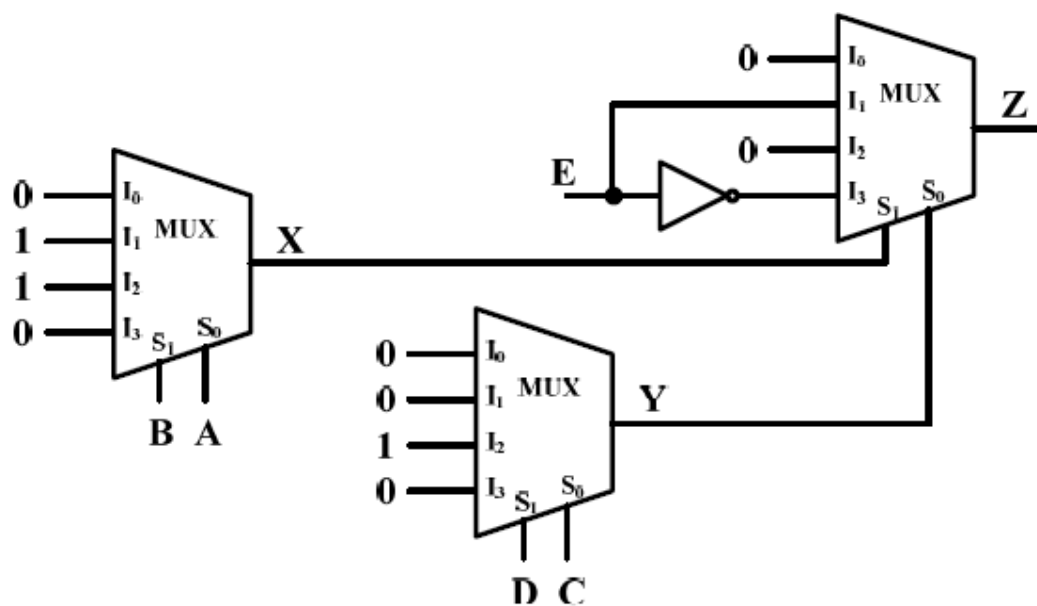 0 I₀
I₁ MUX Z
0 I₂
E I₃ S₁ S₀
0 I₀
1 I₁ MUX X
1 I₂
0 I₃ S₁ S₀
B A
0 I₀
0 I₁ MUX Y
1 I₂
0 I₃ S₁ S₀
D C